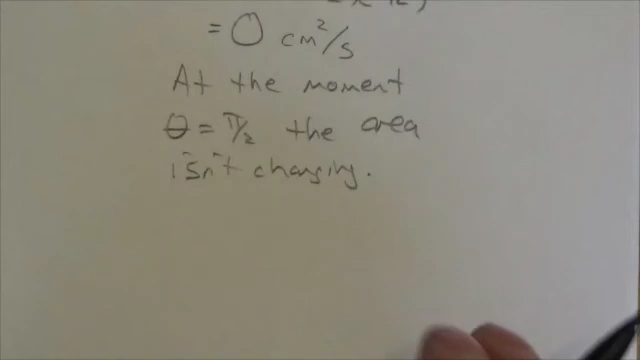 = 0 cm²/s
At the moment
θ = π/2 the area
isn't changing.